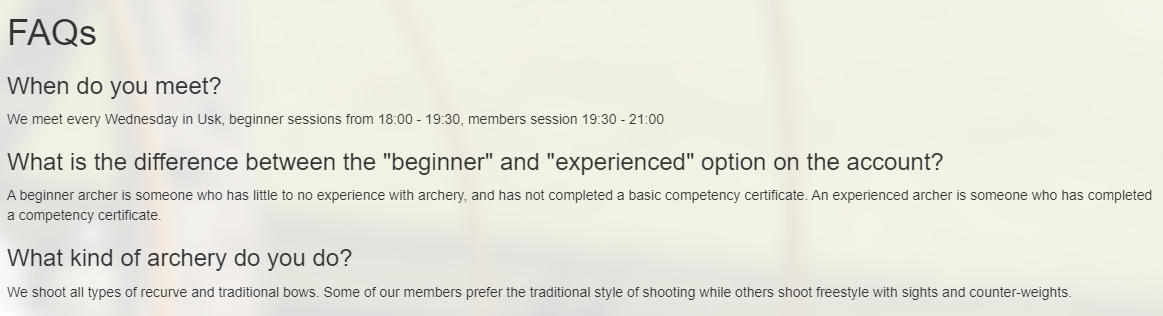 FAQs
When do you meet?
We meet every Wednesday in Usk, beginner sessions from 18:00 - 19:30, members session 19:30 - 21:00
What is the difference between the "beginner" and "experienced" option on the account?
A beginner archer is someone who has little to no experience with archery, and has not completed a basic competency certificate. An experienced archer is someone who has completed
a competency certificate.
What kind of archery do you do?
We shoot all types of recurve and traditional bows. Some of our members prefer the traditional style of shooting while others shoot freestyle with sights and counter-weights.